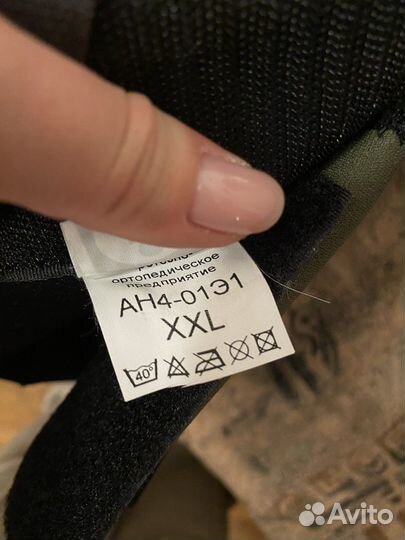 ортопедическое
предприятие
АН4-01Э1
XXL
40°
Avito